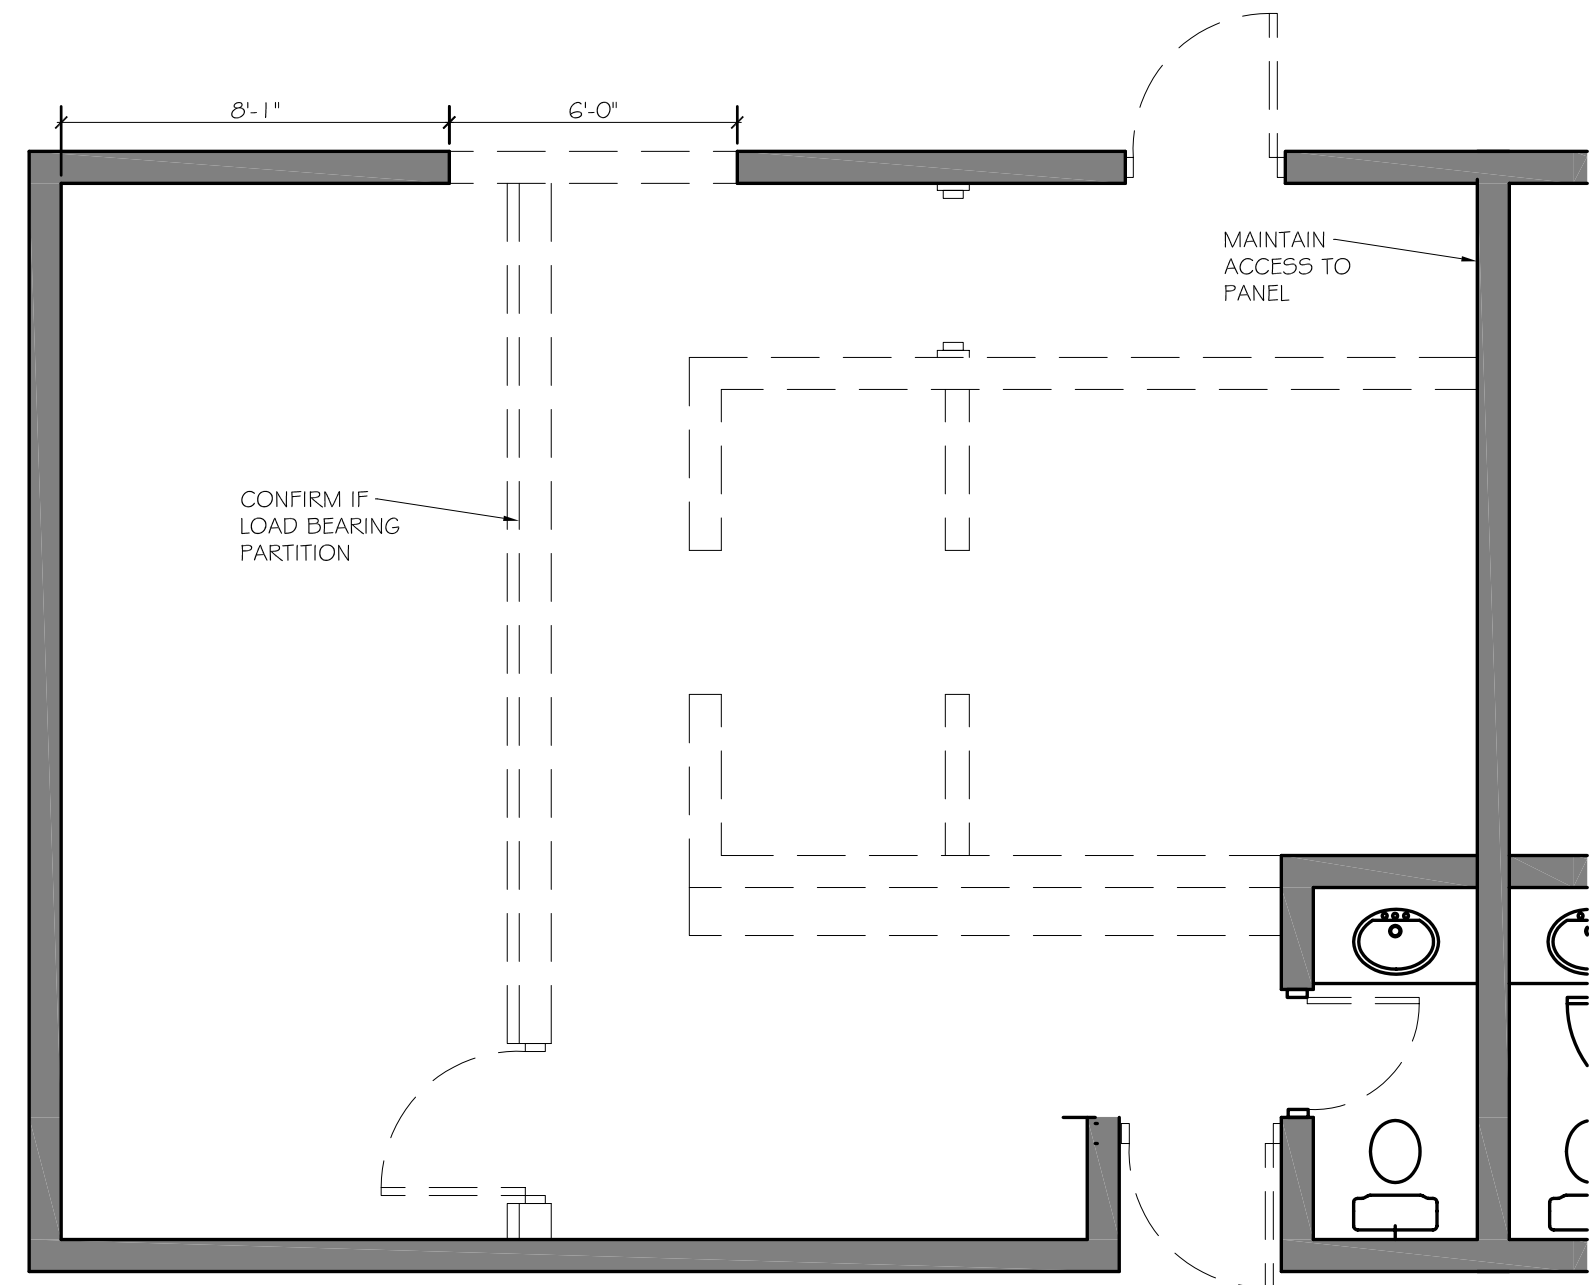 8'-1" 6'-0"
MAINTAIN
ACCESS TO
PANEL
CONFIRM IF
LOAD BEARING
PARTITION